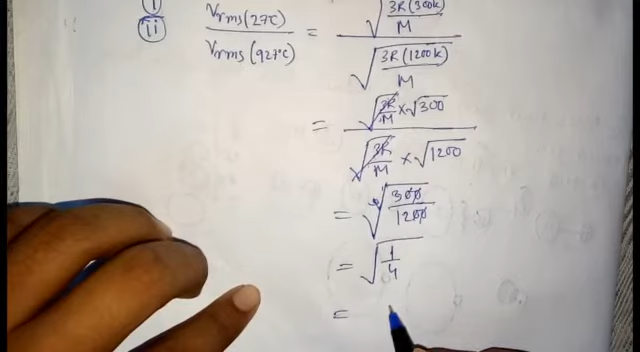 i
ii Vrms(27°C) / Vrms(927°C) = √(3R(300K)/M) / √(3R(1200K)/M)
= √(3R/M) × √300 / √(3R/M) × √1200
= √(300/1200)
= √(1/4)
=